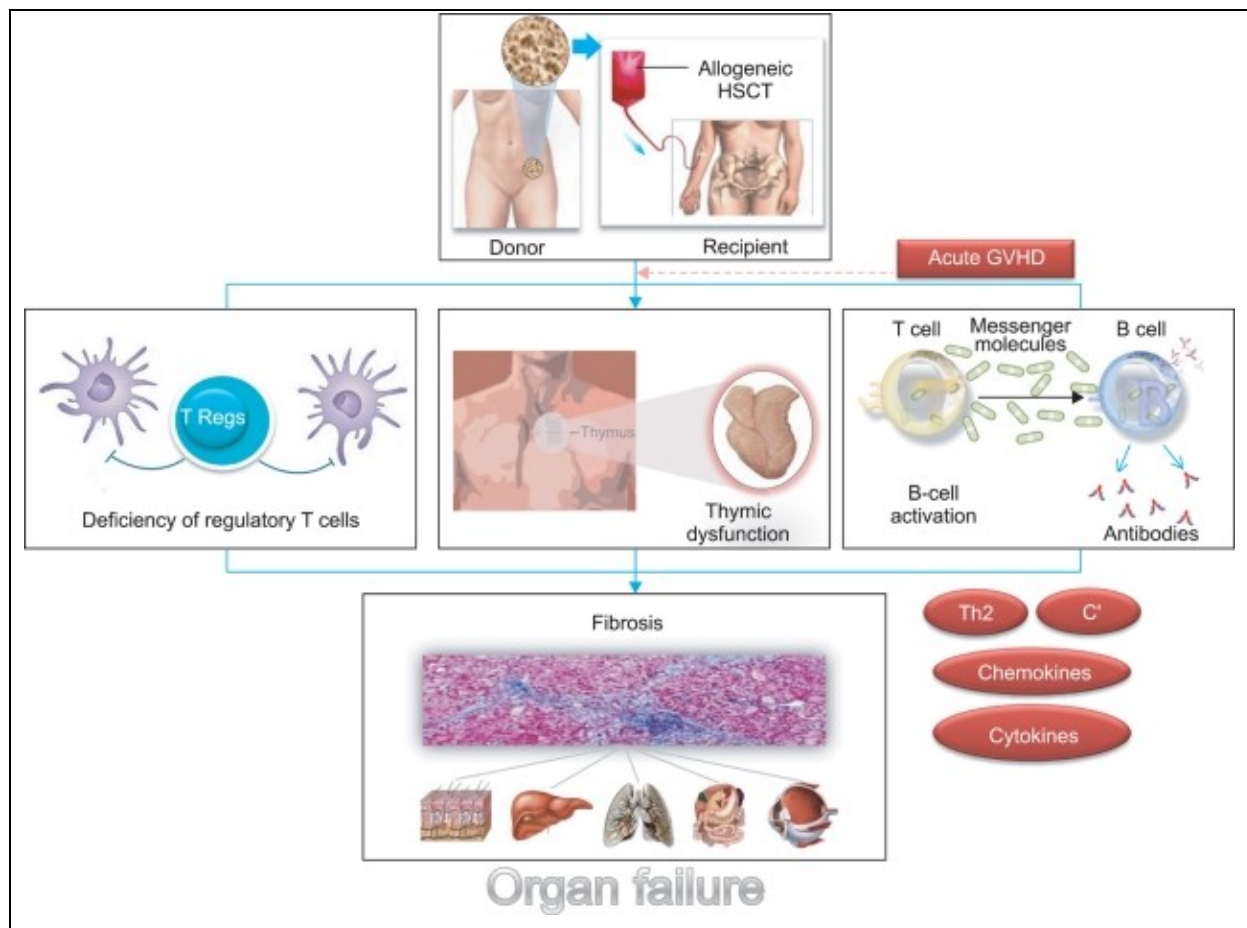 Allogeneic
HSCT
Donor
Recipient
Acute GVHD
T Regs
Deficiency of regulatory T cells
Thymus
Thymic
dysfunction
T cell
Messenger
molecules
B cell
B
B-cell
activation
Antibodies
Fibrosis
Th2
C'
Chemokines
Cytokines
Organ failure